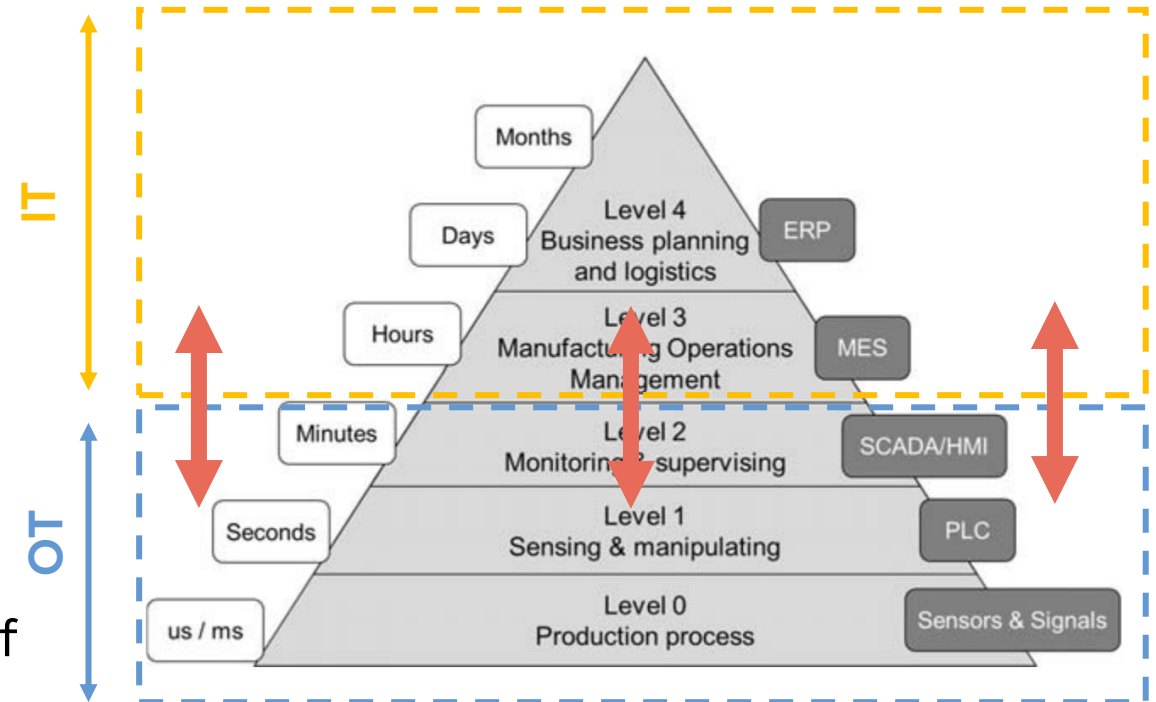 IT
Months
Level 4
Business planning
and logistics
Days
ERP
Hours
Level 3
Manufacturing Operations
Management
MES
OT
Minutes
Level 2
Monitoring & supervising
SCADA/HMI
Seconds
Level 1
Sensing & manipulating
PLC
us / ms
Level 0
Production process
Sensors & Signals
f